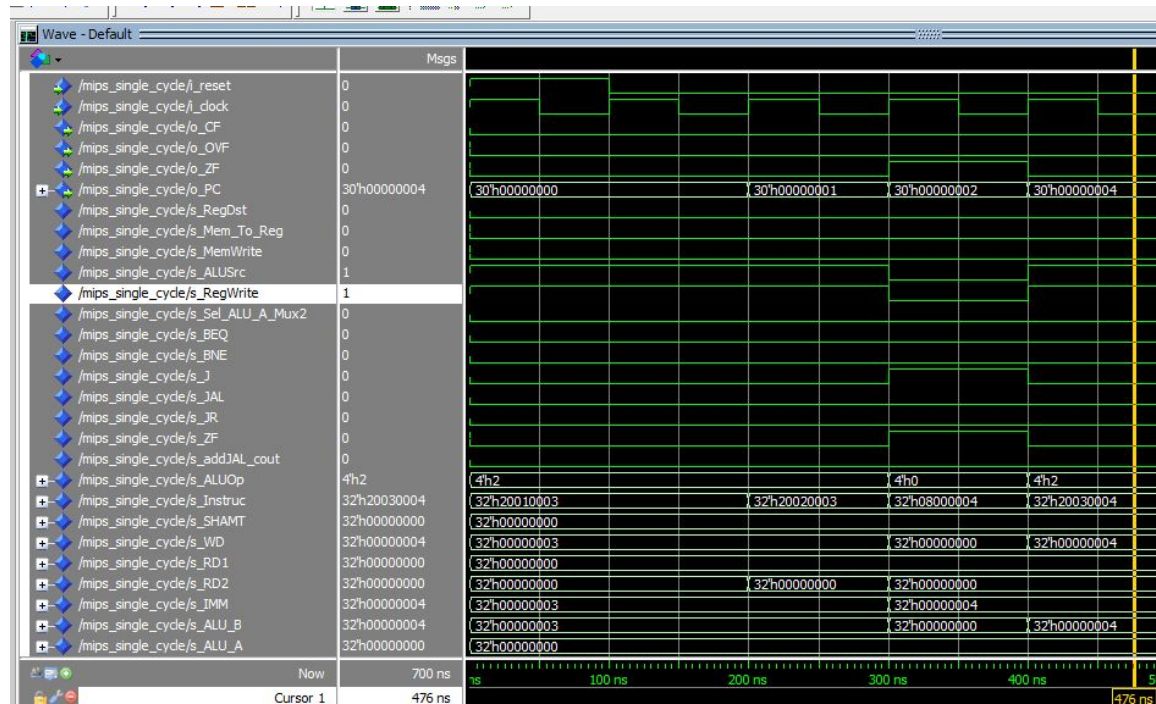 Wave - Default
Msgs
/mips_single_cycle/i_reset 0
/mips_single_cycle/i_clock 0
/mips_single_cycle/o_CF 0
/mips_single_cycle/o_OVF 0
/mips_single_cycle/o_ZF 0
/mips_single_cycle/o_PC 30'h00000004 30'h00000000 30'h00000001 30'h00000002 30'h00000004
/mips_single_cycle/s_RegDst 0
/mips_single_cycle/s_Mem_To_Reg 0
/mips_single_cycle/s_MemWrite 0
/mips_single_cycle/s_ALUSrc 1
/mips_single_cycle/s_RegWrite 1
/mips_single_cycle/s_Sel_ALU_A_Mux2 0
/mips_single_cycle/s_BEQ 0
/mips_single_cycle/s_BNE 0
/mips_single_cycle/s_J 0
/mips_single_cycle/s_JAL 0
/mips_single_cycle/s_JR 0
/mips_single_cycle/s_ZF 0
/mips_single_cycle/s_addJAL_cout 0
/mips_single_cycle/s_ALUOp 4'h2 4'h2 4'h0 4'h2
/mips_single_cycle/s_Instruc 32'h20030004 32'h20010003 32'h20020003 32'h08000004 32'h20030004
/mips_single_cycle/s_SHAMT 32'h00000000 32'h00000000
/mips_single_cycle/s_WD 32'h00000004 32'h00000003 32'h00000000 32'h00000004
/mips_single_cycle/s_RD1 32'h00000000 32'h00000000
/mips_single_cycle/s_RD2 32'h00000000 32'h00000000 32'h00000000 32'h00000000
/mips_single_cycle/s_IMM 32'h00000004 32'h00000003 32'h00000004
/mips_single_cycle/s_ALU_B 32'h00000004 32'h00000003 32'h00000000 32'h00000004
/mips_single_cycle/s_ALU_A 32'h00000000 32'h00000000
Now 700 ns ns 100 ns 200 ns 300 ns 400 ns 5
Cursor 1 476 ns 476 ns